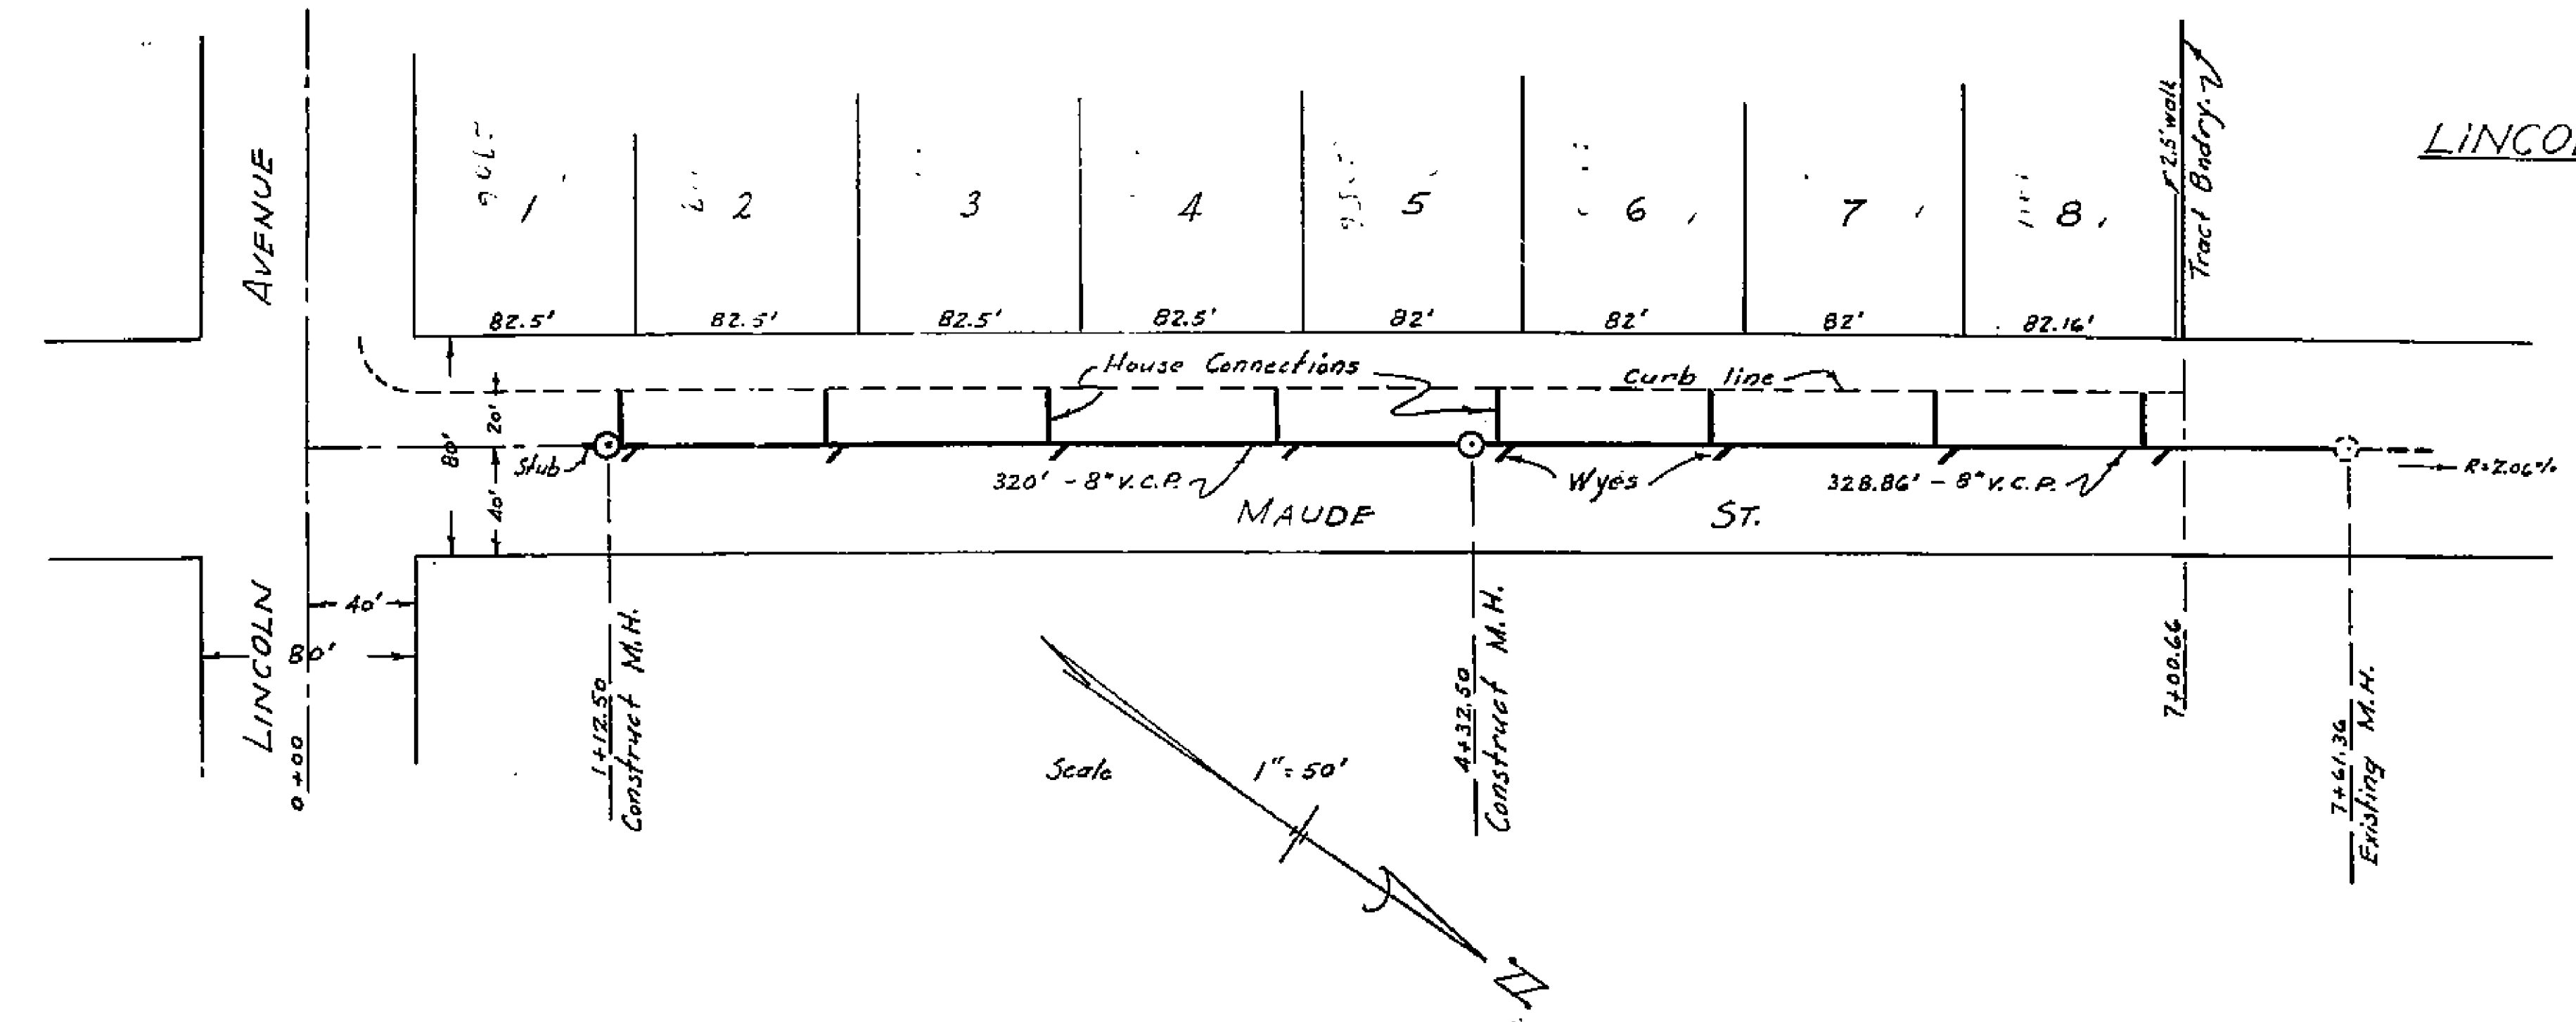 AVENUE
LINCOLN
0+00
1
2
3
4
5
6
7
8
2.5' walk
Tract Bndry.
82.5'
82.5'
82.5'
82.5'
82'
82'
82'
82.16'
House Connections
Curb line
20'
80'
40'
Stub
320' - 8" V.C.P.
Wyes
328.86' - 8" V.C.P.
MAUDE ST.
40'
80'
1+12.50
Construct M.H.
4+32.50
Construct M.H.
7+00.66
7+61.36
Existing M.H.
Scale 1" = 50'
N